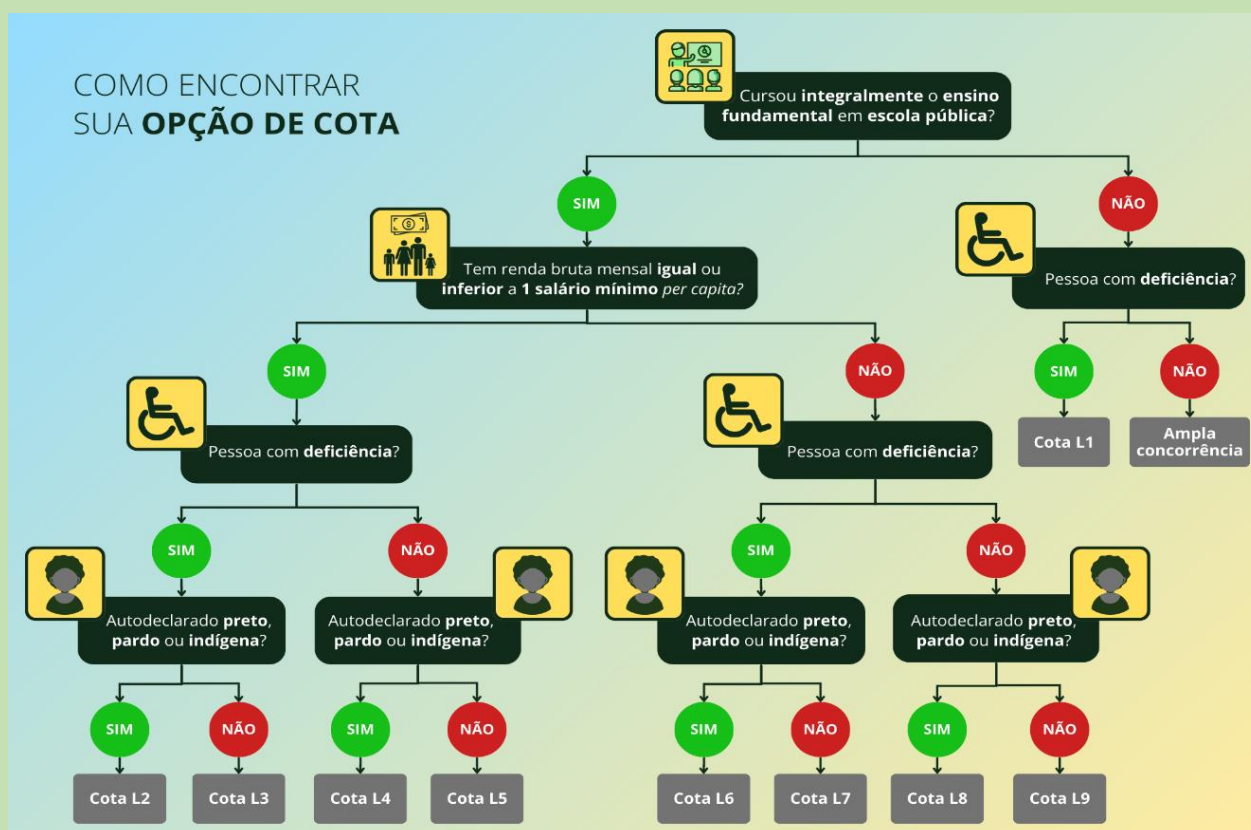 COMO ENCONTRAR
SUA OPÇÃO DE COTA
Cursou integralmente o ensino
fundamental em escola pública?
SIM
NÃO
Tem renda bruta mensal igual ou
inferior a 1 salário mínimo per capita?
Pessoa com deficiência?
SIM
NÃO
SIM
NÃO
Pessoa com deficiência?
Pessoa com deficiência?
Cota L1
Ampla
concorrência
SIM
NÃO
SIM
NÃO
Autodeclarado preto,
pardo ou indígena?
Autodeclarado preto,
pardo ou indígena?
Autodeclarado preto,
pardo ou indígena?
Autodeclarado preto,
pardo ou indígena?
SIM
NÃO
SIM
NÃO
SIM
NÃO
SIM
NÃO
Cota L2
Cota L3
Cota L4
Cota L5
Cota L6
Cota L7
Cota L8
Cota L9